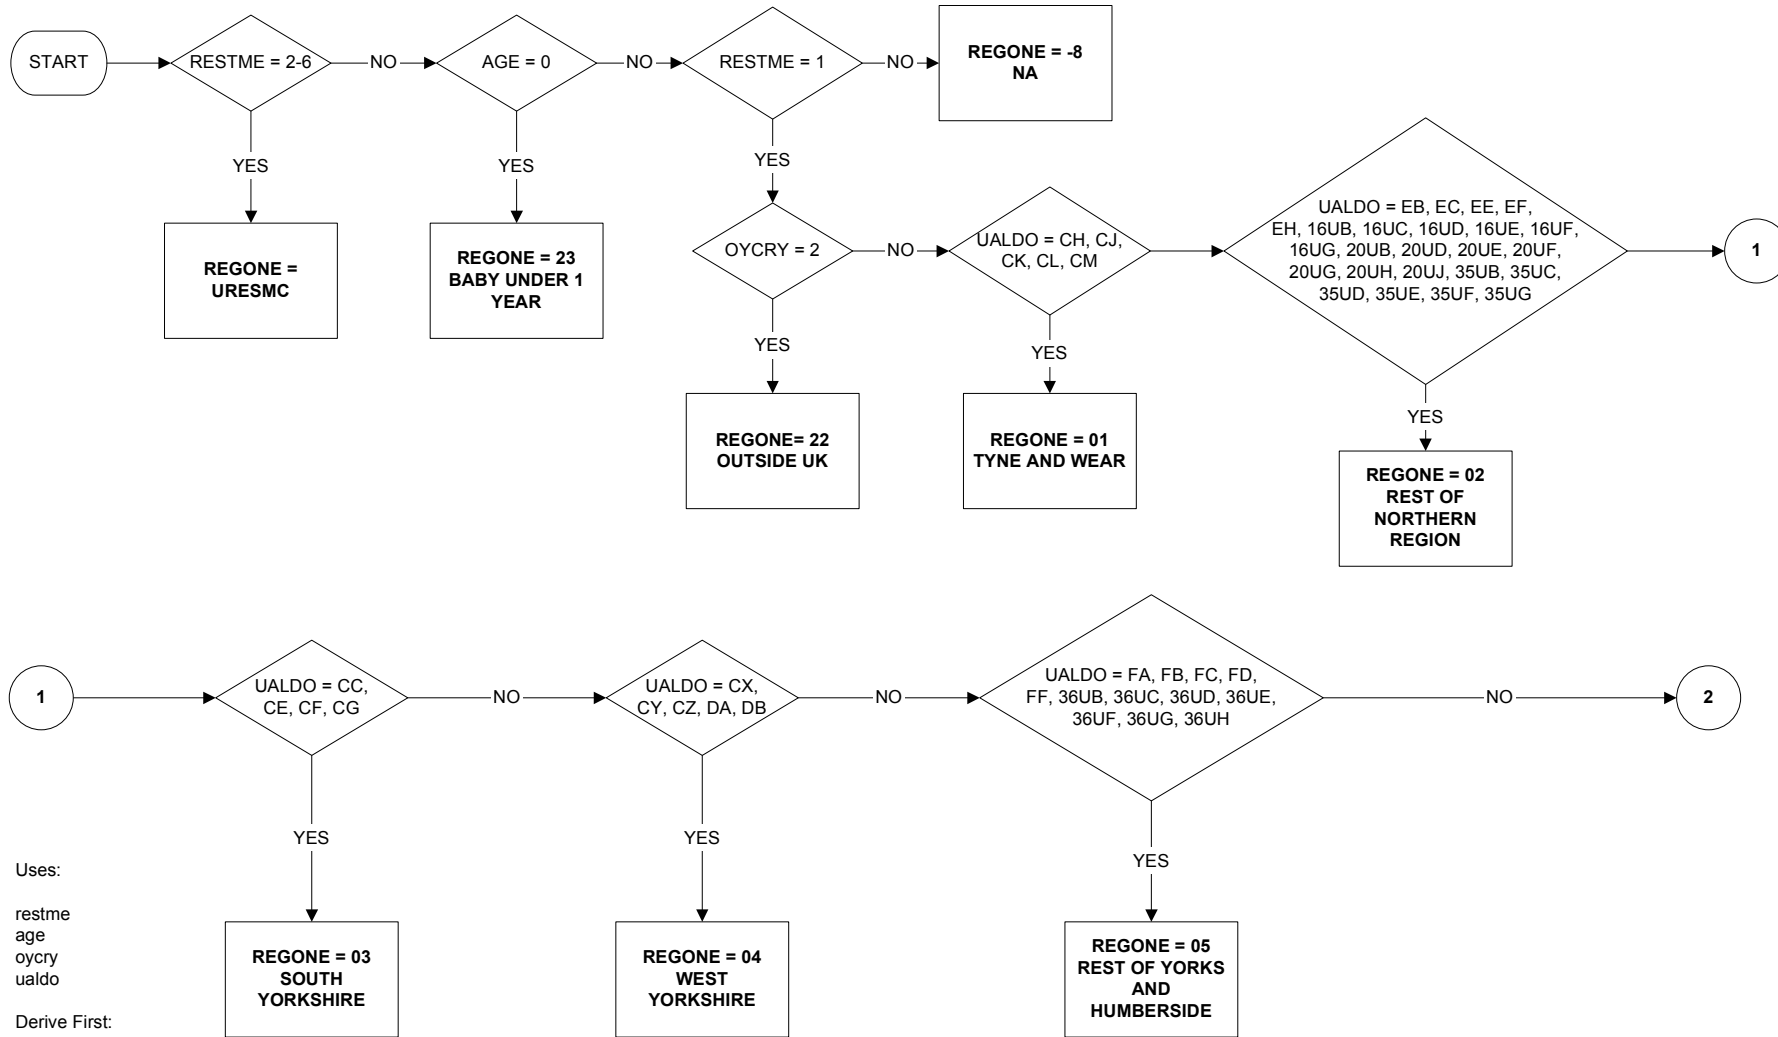 START
RESTME = 2-6
NO
AGE = 0
NO
RESTME = 1
NO
REGONE = -8
NA
YES
YES
YES
REGONE =
URESMC
REGONE = 23
BABY UNDER 1
YEAR
OYCRY = 2
NO
UALDO = CH, CJ,
CK, CL, CM
UALDO = EB, EC, EE, EF,
EH, 16UB, 16UC, 16UD, 16UE, 16UF,
16UG, 20UB, 20UD, 20UE, 20UF,
20UG, 20UH, 20UJ, 35UB, 35UC,
35UD, 35UE, 35UF, 35UG
1
YES
YES
YES
REGONE= 22
OUTSIDE UK
REGONE = 01
TYNE AND WEAR
REGONE = 02
REST OF
NORTHERN
REGION
1
UALDO = CC,
CE, CF, CG
NO
UALDO = CX,
CY, CZ, DA, DB
NO
UALDO = FA, FB, FC, FD,
FF, 36UB, 36UC, 36UD, 36UE,
36UF, 36UG, 36UH
NO
2
YES
YES
YES
REGONE = 03
SOUTH
YORKSHIRE
REGONE = 04
WEST
YORKSHIRE
REGONE = 05
REST OF YORKS
AND
HUMBERSIDE
Uses:
restme
age
oycry
ualdo
Derive First: